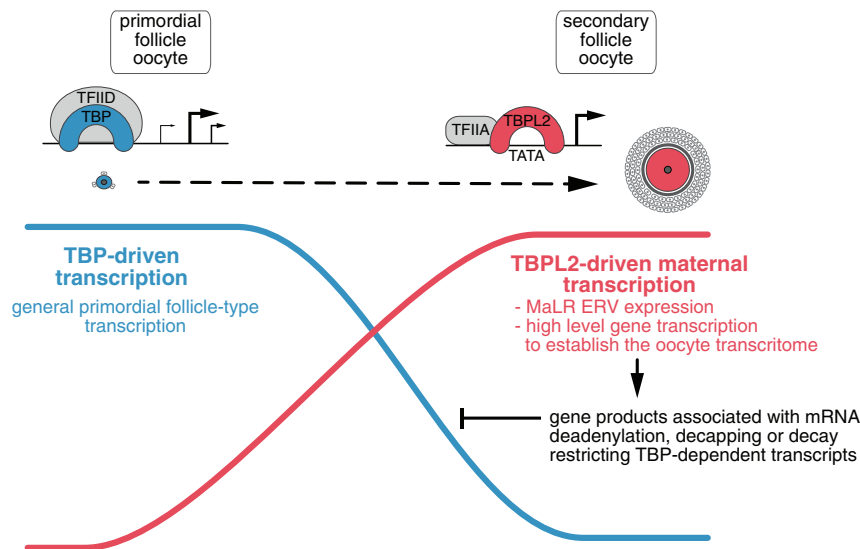 primordial
follicle
oocyte
secondary
follicle
oocyte
TFIID
TBP
TFIIA
TBPL2
TATA
TBP-driven
transcription
general primordial follicle-type
transcription
TBPL2-driven maternal
transcription
- MaLR ERV expression
- high level gene transcription
to establish the oocyte transcritome
gene products associated with mRNA
deadenylation, decapping or decay
restricting TBP-dependent transcripts